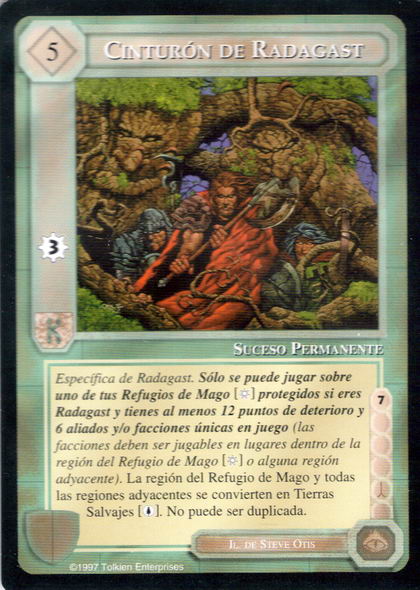 5
CINTURÓN DE RADAGAST
3
SUCESO PERMANENTE
Específica de Radagast. Sólo se puede jugar sobre
uno de tus Refugios de Mago [ ] protegidos si eres
Radagast y tienes al menos 12 puntos de deterioro y
6 aliados y/o facciones únicas en juego (las
facciones deben ser jugables en lugares dentro de la
región del Refugio de Mago [ ] o alguna región
adyacente). La región del Refugio de Mago y todas
las regiones adyacentes se convierten en Tierras
Salvajes [ ]. No puede ser duplicada.
7
IL. DE STEVE OTIS
©1997 Tolkien Enterprises